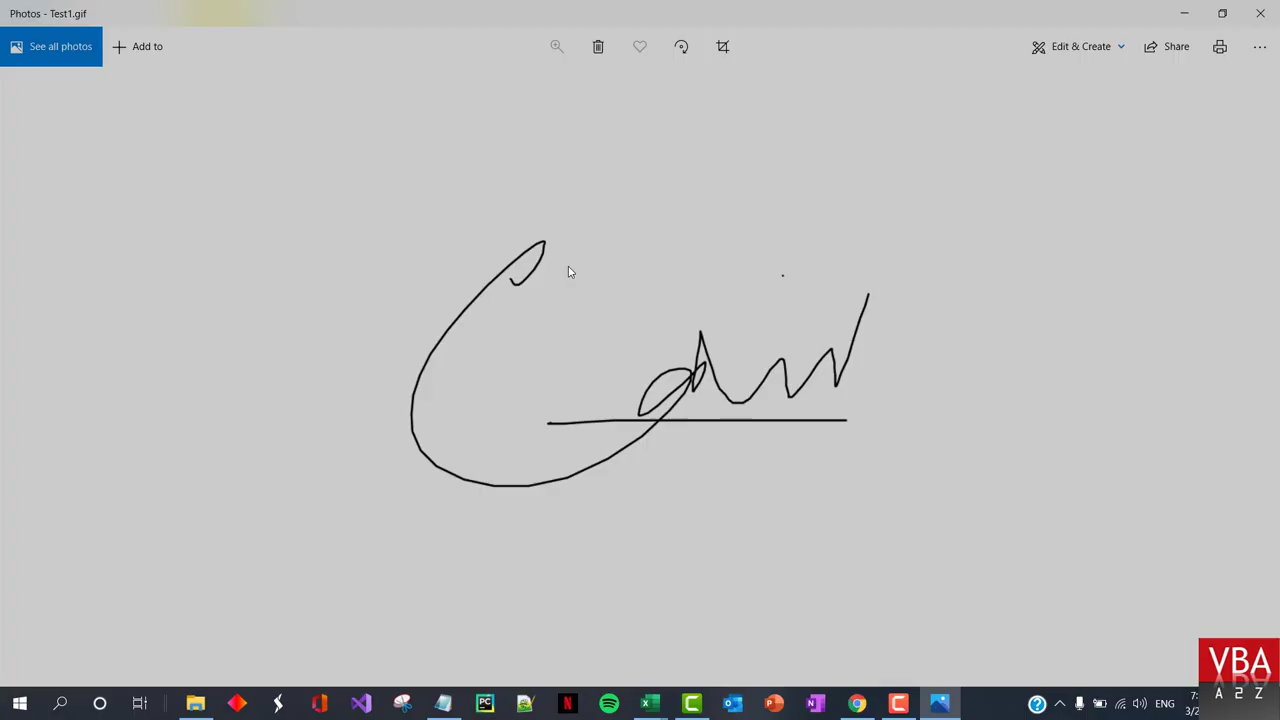 Photos - Test1.gif
See all photos
Add to
Edit & Create
Share
ENG
VBA
A 2 Z